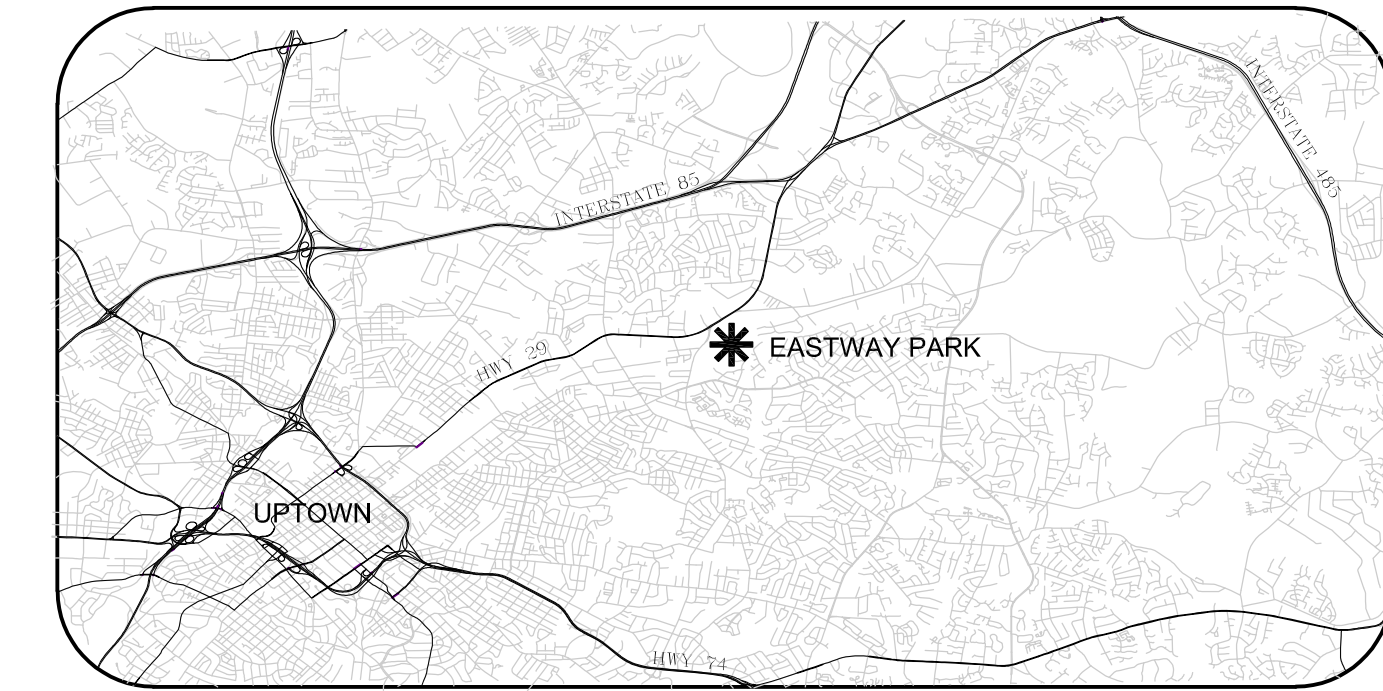 INTERSTATE 485
INTERSTATE 85
HWY 29
EASTWAY PARK
UPTOWN
HWY 74